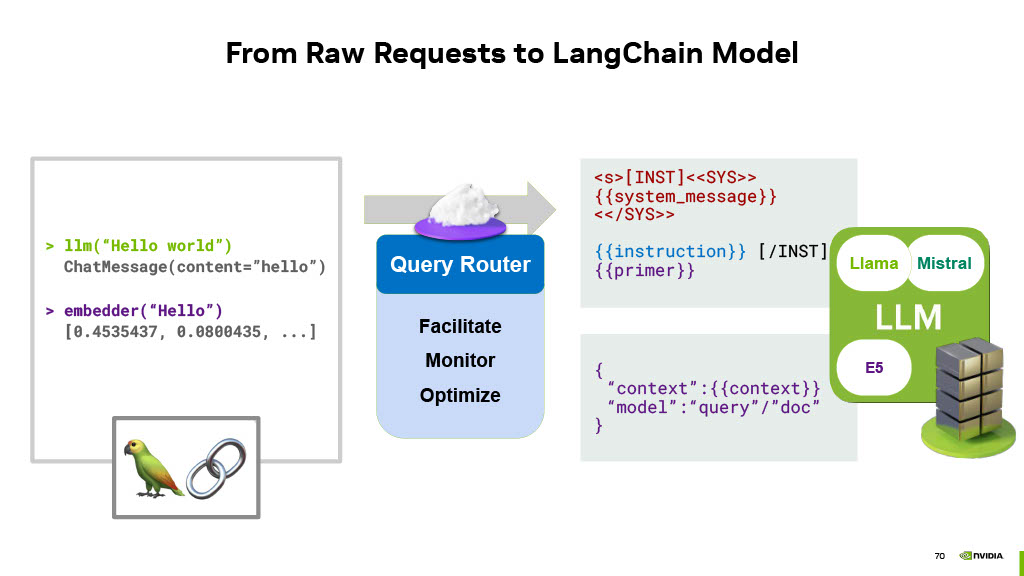 From Raw Requests to LangChain Model
> llm(“Hello world”)
ChatMessage(content=”hello”)
> embedder(“Hello”)
[0.4535437, 0.0800435, ...]
Query Router
Facilitate
Monitor
Optimize
<s>[INST]<<SYS>>
{{system_message}}
<</SYS>>
{{instruction}} [/INST]
{{primer}}
{
“context”:{{context}}
“model”:“query”/”doc”
}
Llama Mistral
LLM
E5
70 NVIDIA